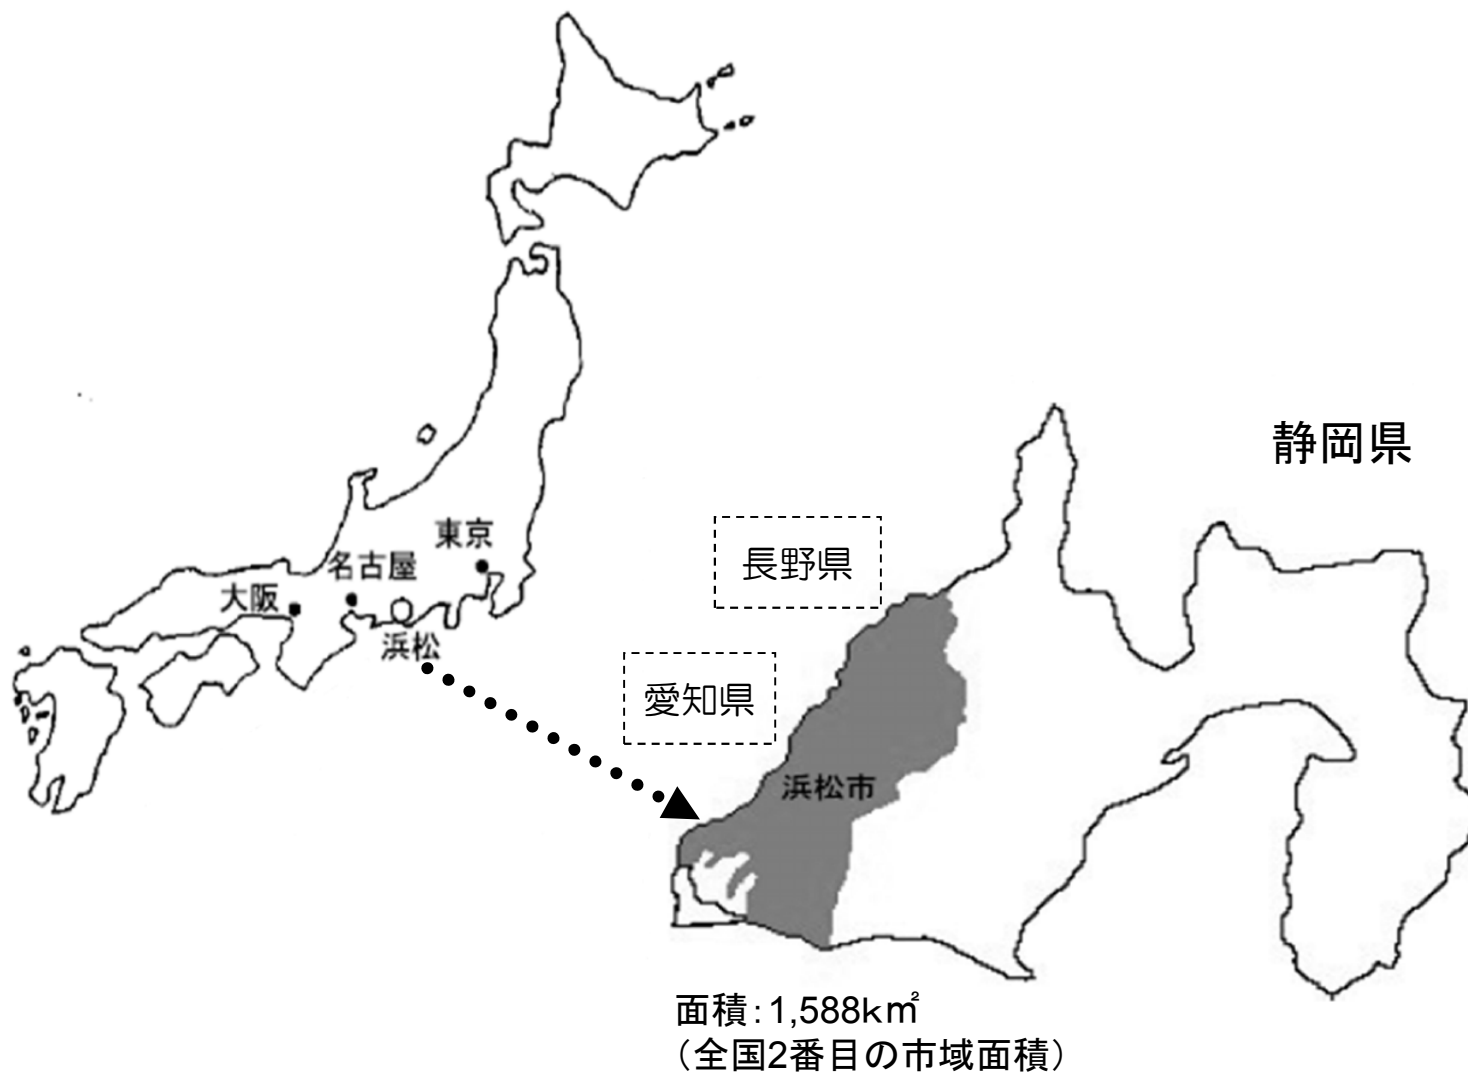 静岡県
東京
長野県
名古屋
大阪
浜松
愛知県
浜松市
面積:1,588k㎡
(全国2番目の市域面積)